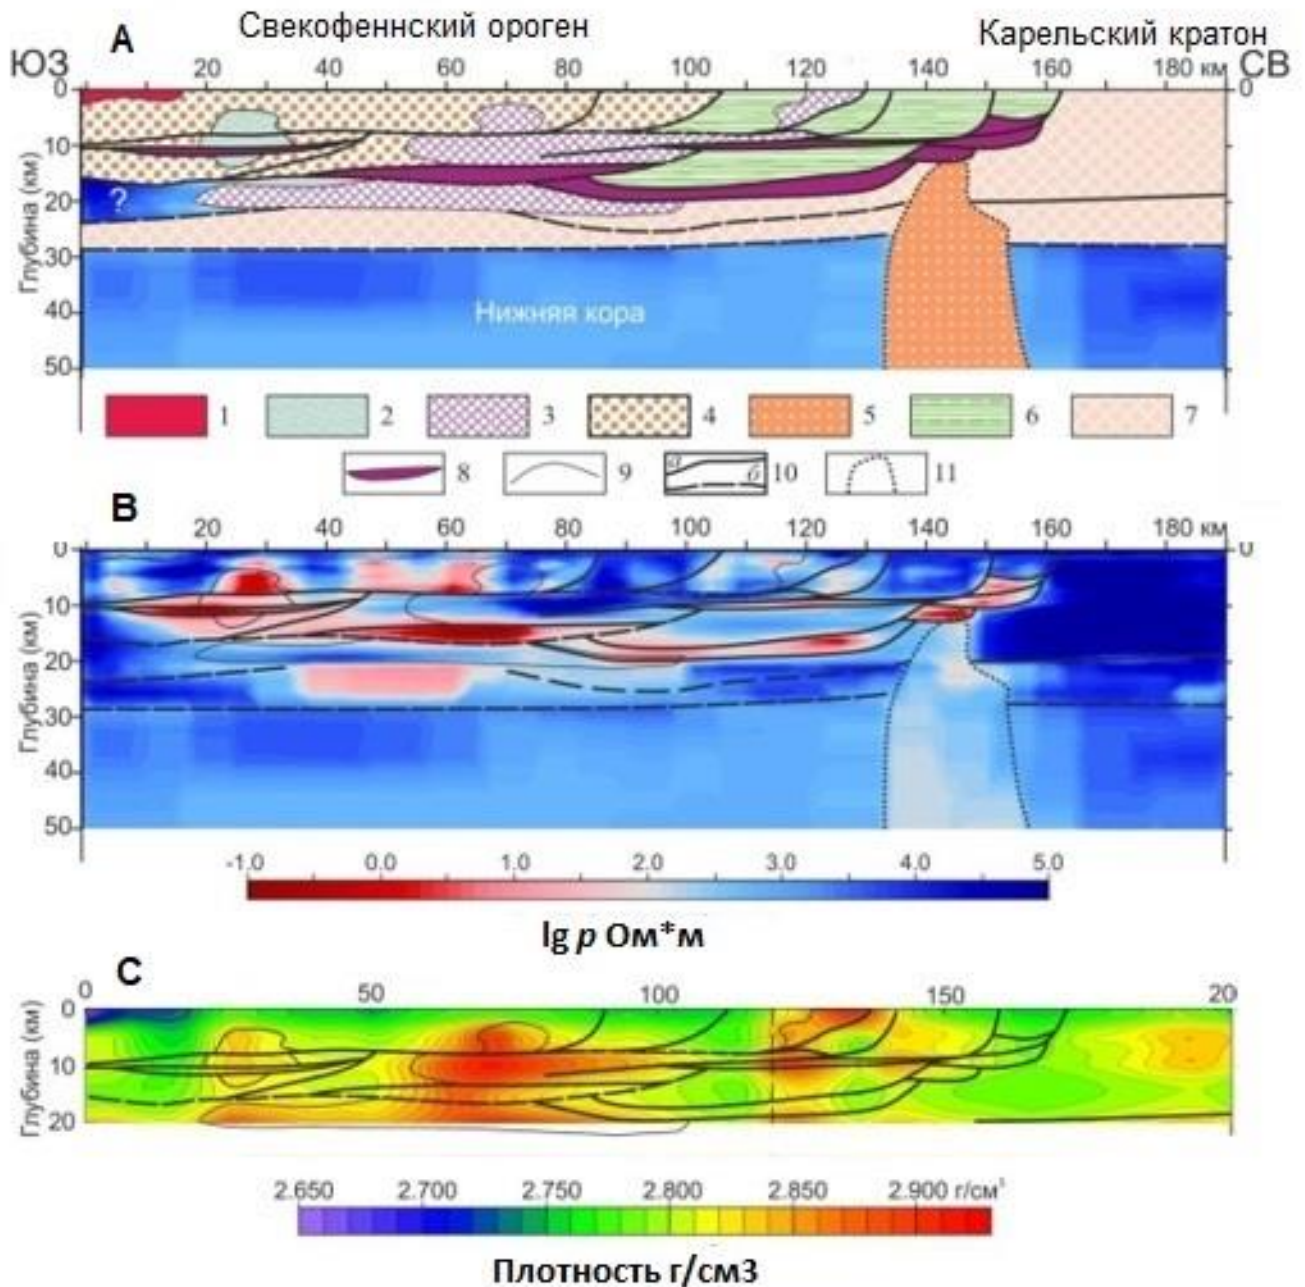 A Свекофеннский ороген Карельский кратон
ЮЗ 20 40 60 80 100 120 140 160 180 км СВ
0 0
10
20
30
40
50
Глубина (км)
?
Нижняя кора
1 2 3 4 5 6 7
8 9 а б 10 11
B
20 40 60 80 100 120 140 160 180 км
0 0
10
20
30
40
50
Глубина (км)
-1.0 0.0 1.0 2.0 3.0 4.0 5.0
lg p Ом*м
C
0 50 100 150 20
0
10
20
Глубина (км)
2.650 2.700 2.750 2.800 2.850 2.900 г/см³
Плотность г/см3